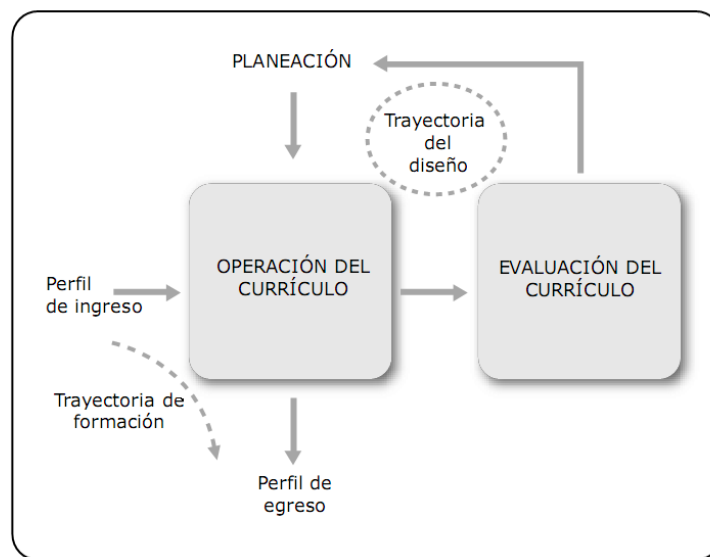 PLANEACIÓN
Trayectoria
del
diseño
OPERACIÓN DEL
CURRÍCULO
EVALUACIÓN DEL
CURRÍCULO
Perfil
de ingreso
Trayectoria de
formación
Perfil de
egreso